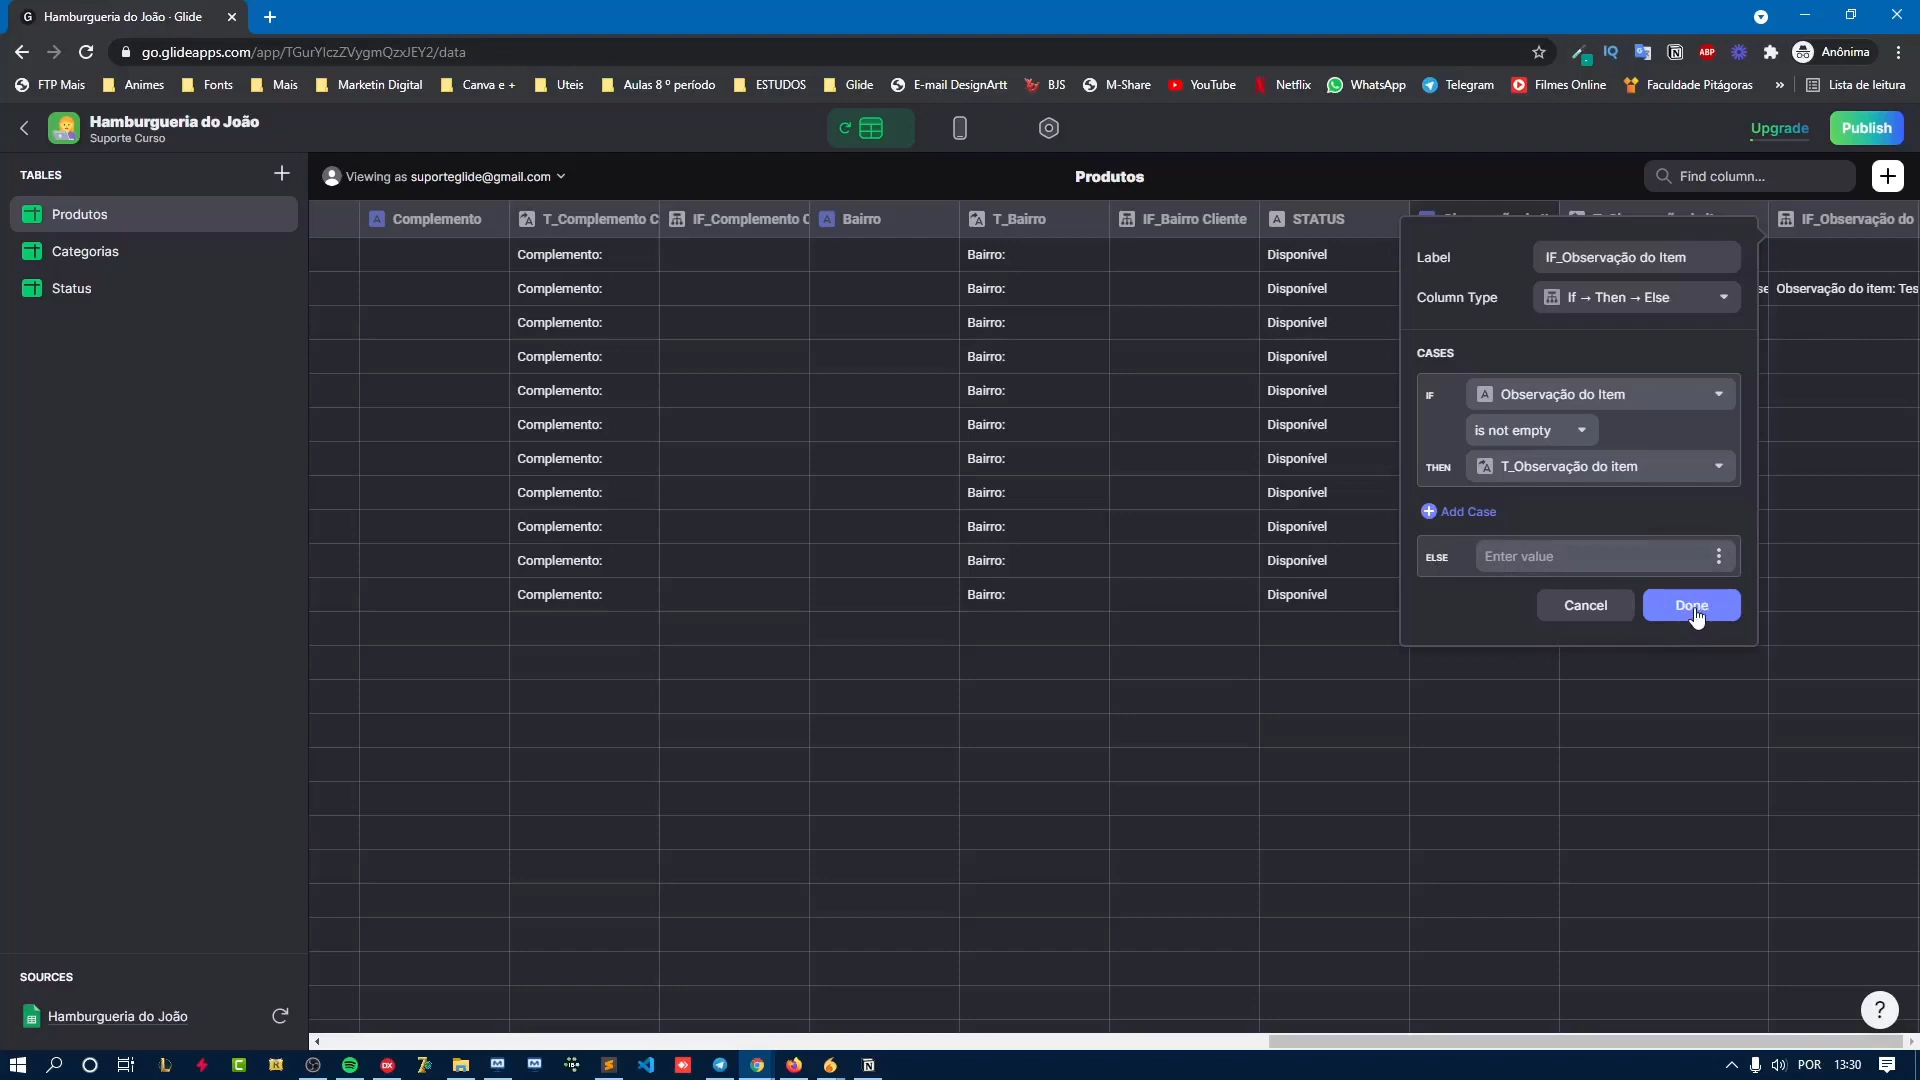 Hamburgueria do João · Glide
go.glideapps.com/app/TGurYlczZVygmQzxJEY2/data
Anônima
FTP Mais
Animes
Fonts
Mais
Marketin Digital
Canva e +
Uteis
Aulas 8 º período
ESTUDOS
Glide
E-mail DesignArtt
BJS
M-Share
YouTube
Netflix
WhatsApp
Telegram
Filmes Online
Faculdade Pitágoras
»
Lista de leitura
Hamburgueria do João
Suporte Curso
Upgrade
Publish
TABLES
Viewing as suporteglide@gmail.com
Produtos
Find column...
Produtos
Categorias
Status
Complemento
T_Complemento C
IF_Complemento C
Bairro
T_Bairro
IF_Bairro Cliente
STATUS
IF_Observação do
Complemento: Bairro: Disponível
Complemento: Bairro: Disponível
Observação do item: Tes
Complemento: Bairro: Disponível
Complemento: Bairro: Disponível
Complemento: Bairro: Disponível
Complemento: Bairro: Disponível
Complemento: Bairro: Disponível
Complemento: Bairro: Disponível
Complemento: Bairro: Disponível
Complemento: Bairro: Disponível
Complemento: Bairro: Disponível
Label
IF_Observação do Item
Column Type
If → Then → Else
CASES
IF
Observação do Item
is not empty
THEN
T_Observação do item
Add Case
ELSE
Enter value
Cancel
Done
SOURCES
Hamburgueria do João
?
POR
13:30